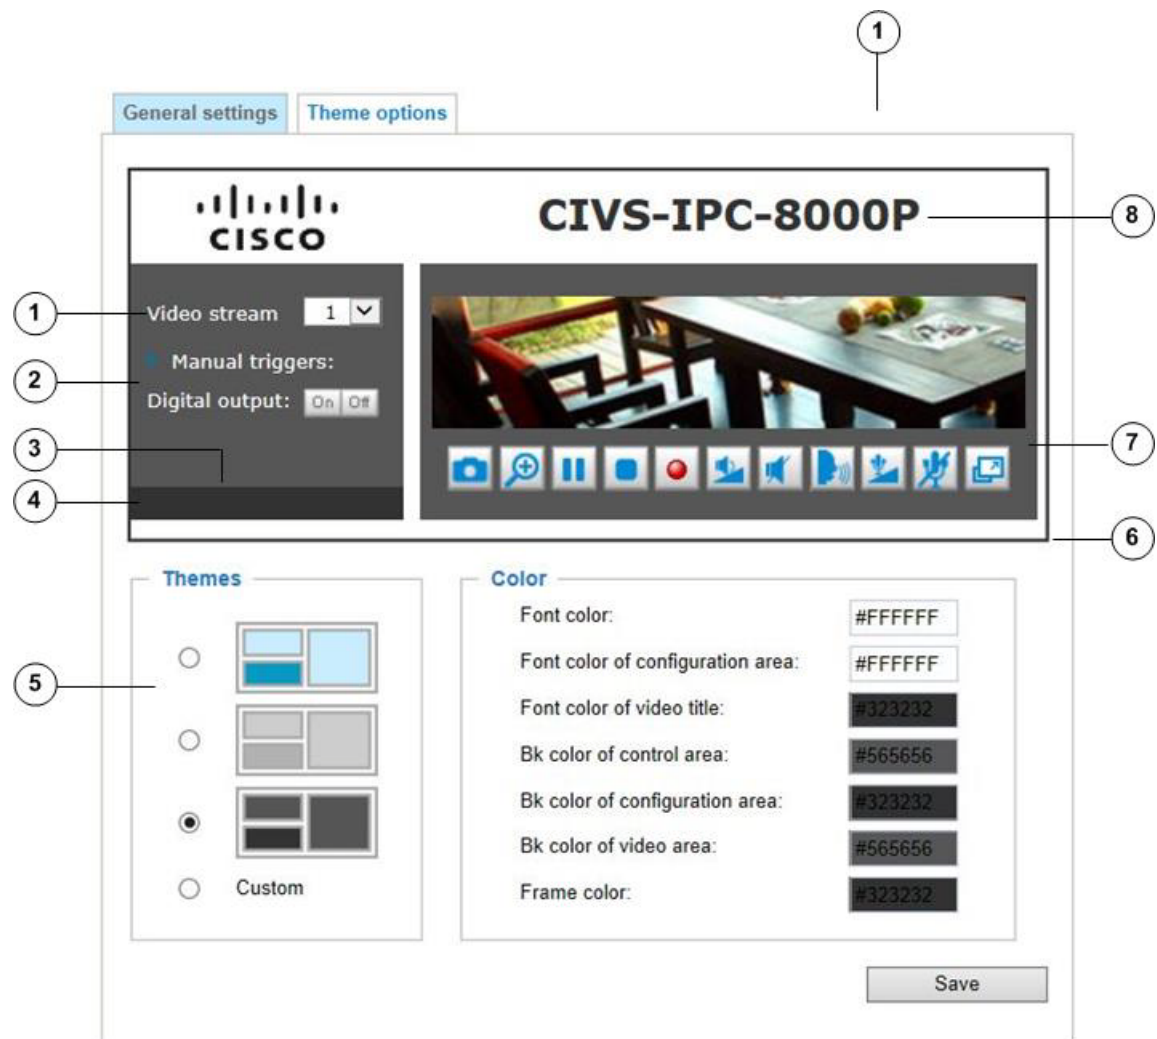 1
General settings Theme options
CISCO
CIVS-IPC-8000P
8
1
Video stream 1
2
Manual triggers:
Digital output: On Off
3
4
7
6
Themes
Color
5
Custom
Font color: #FFFFFF
Font color of configuration area: #FFFFFF
Font color of video title: #323232
Bk color of control area: #565656
Bk color of configuration area: #323232
Bk color of video area: #565656
Frame color: #323232
Save